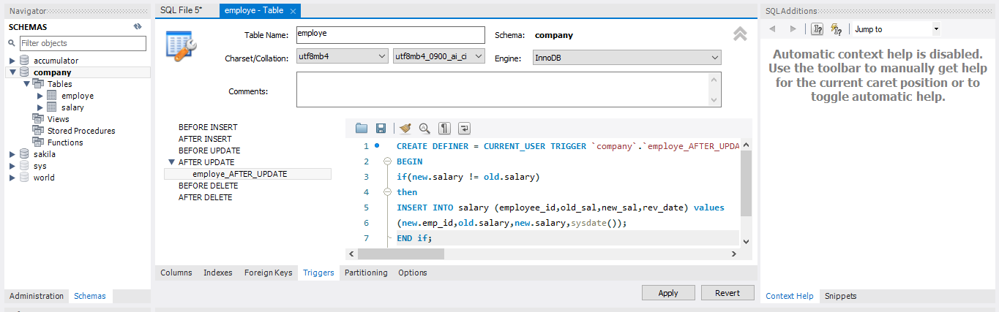 Navigator
SCHEMAS
Filter objects
accumulator
company
Tables
employe
salary
Views
Stored Procedures
Functions
sakila
sys
world
Administration Schemas
SQL File 5* employe - Table
Table Name: employe Schema: company
Charset/Collation: utf8mb4 utf8mb4_0900_ai_ci Engine: InnoDB
Comments:
BEFORE INSERT
AFTER INSERT
BEFORE UPDATE
AFTER UPDATE
employe_AFTER_UPDATE
BEFORE DELETE
AFTER DELETE
1 CREATE DEFINER = CURRENT_USER TRIGGER `company`.`employe_AFTER_UPDA
2 BEGIN
3 if(new.salary != old.salary)
4 then
5 INSERT INTO salary (employee_id,old_sal,new_sal,rev_date) values
6 (new.emp_id,old.salary,new.salary,sysdate());
7 END if;
Columns Indexes Foreign Keys Triggers Partitioning Options
Apply Revert
SQLAdditions
Jump to
Automatic context help is disabled.
Use the toolbar to manually get help
for the current caret position or to
toggle automatic help.
Context Help Snippets